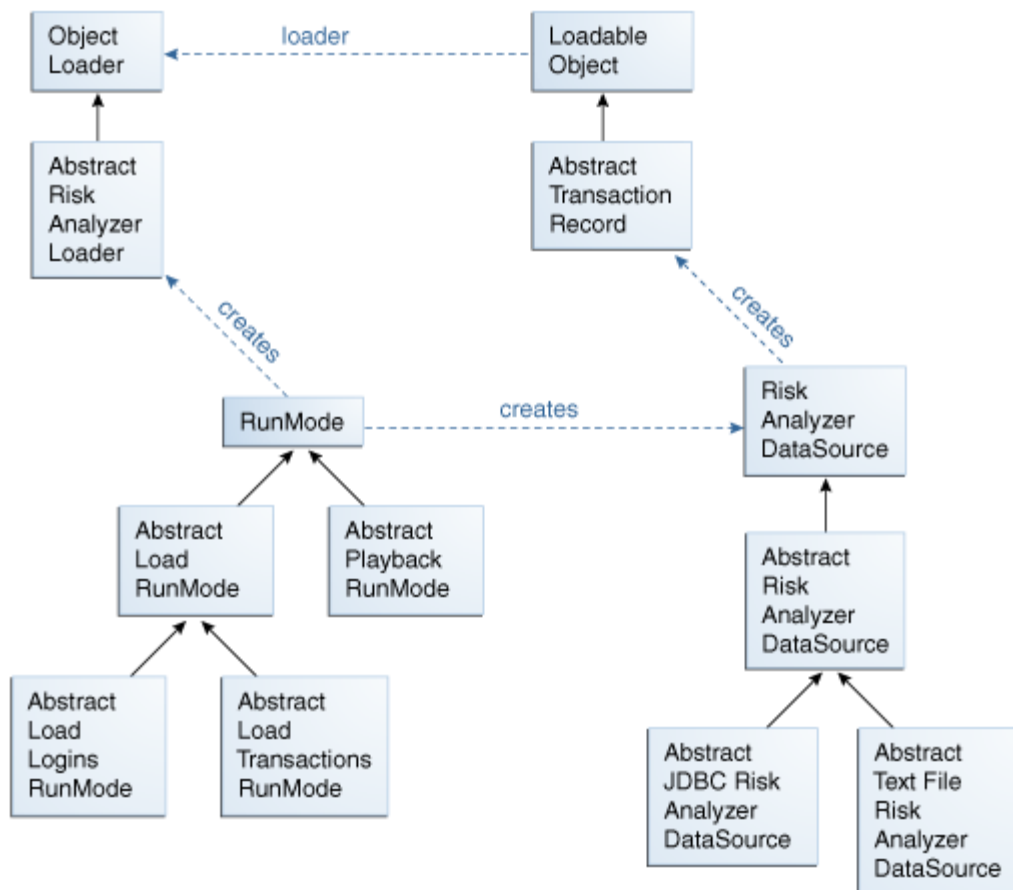 Object
Loader
loader
Loadable
Object
Abstract
Risk
Analyzer
Loader
Abstract
Transaction
Record
creates
creates
RunMode
creates
Risk
Analyzer
DataSource
Abstract
Load
RunMode
Abstract
Playback
RunMode
Abstract
Risk
Analyzer
DataSource
Abstract
Load
Logins
RunMode
Abstract
Load
Transactions
RunMode
Abstract
JDBC Risk
Analyzer
DataSource
Abstract
Text File
Risk
Analyzer
DataSource